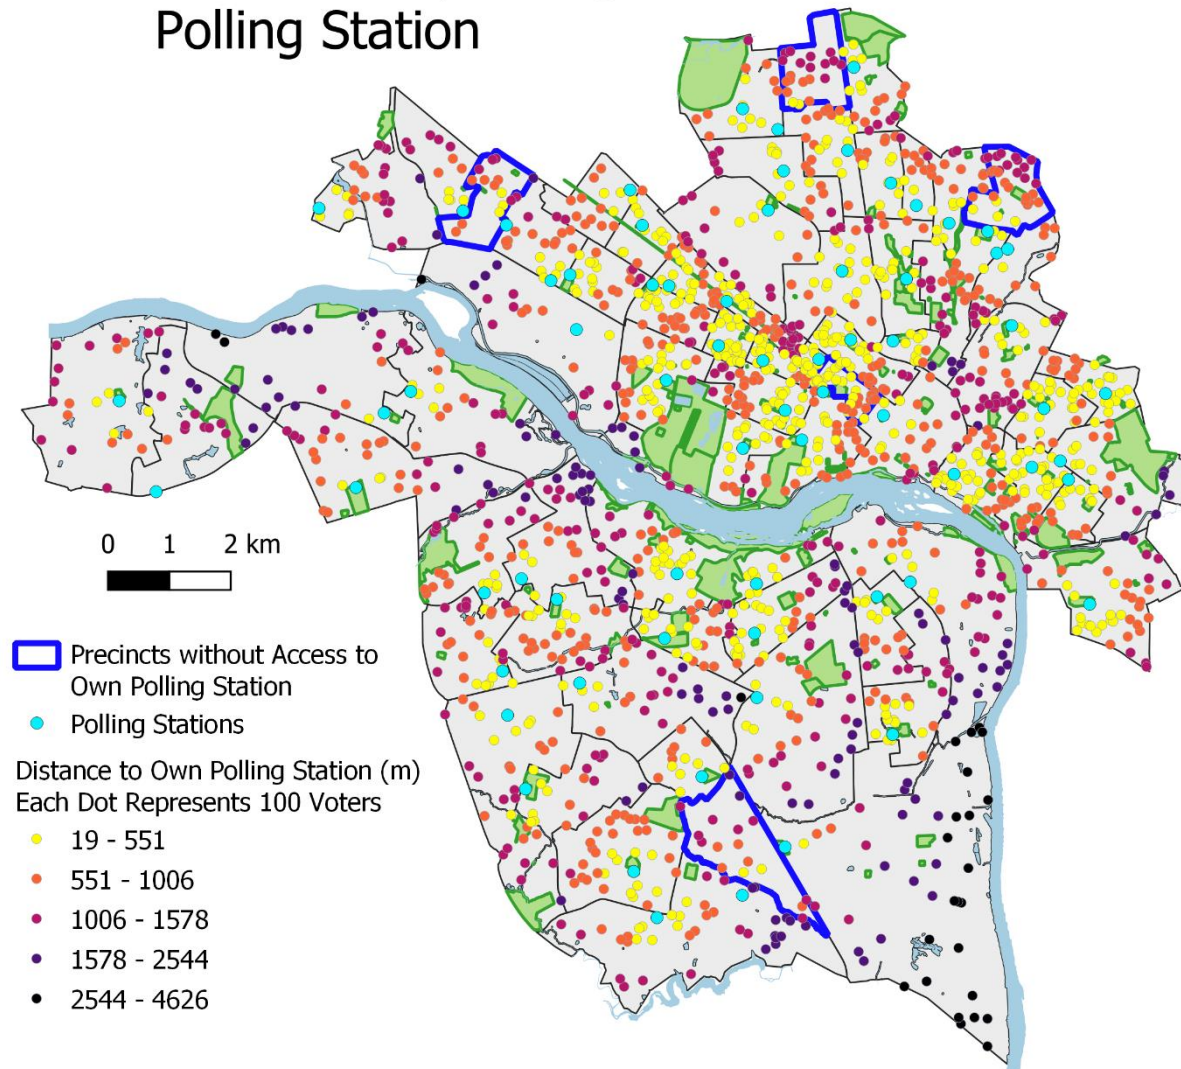 Polling Station
0 1 2 km
Precincts without Access to
Own Polling Station
Polling Stations
Distance to Own Polling Station (m)
Each Dot Represents 100 Voters
19 - 551
551 - 1006
1006 - 1578
1578 - 2544
2544 - 4626